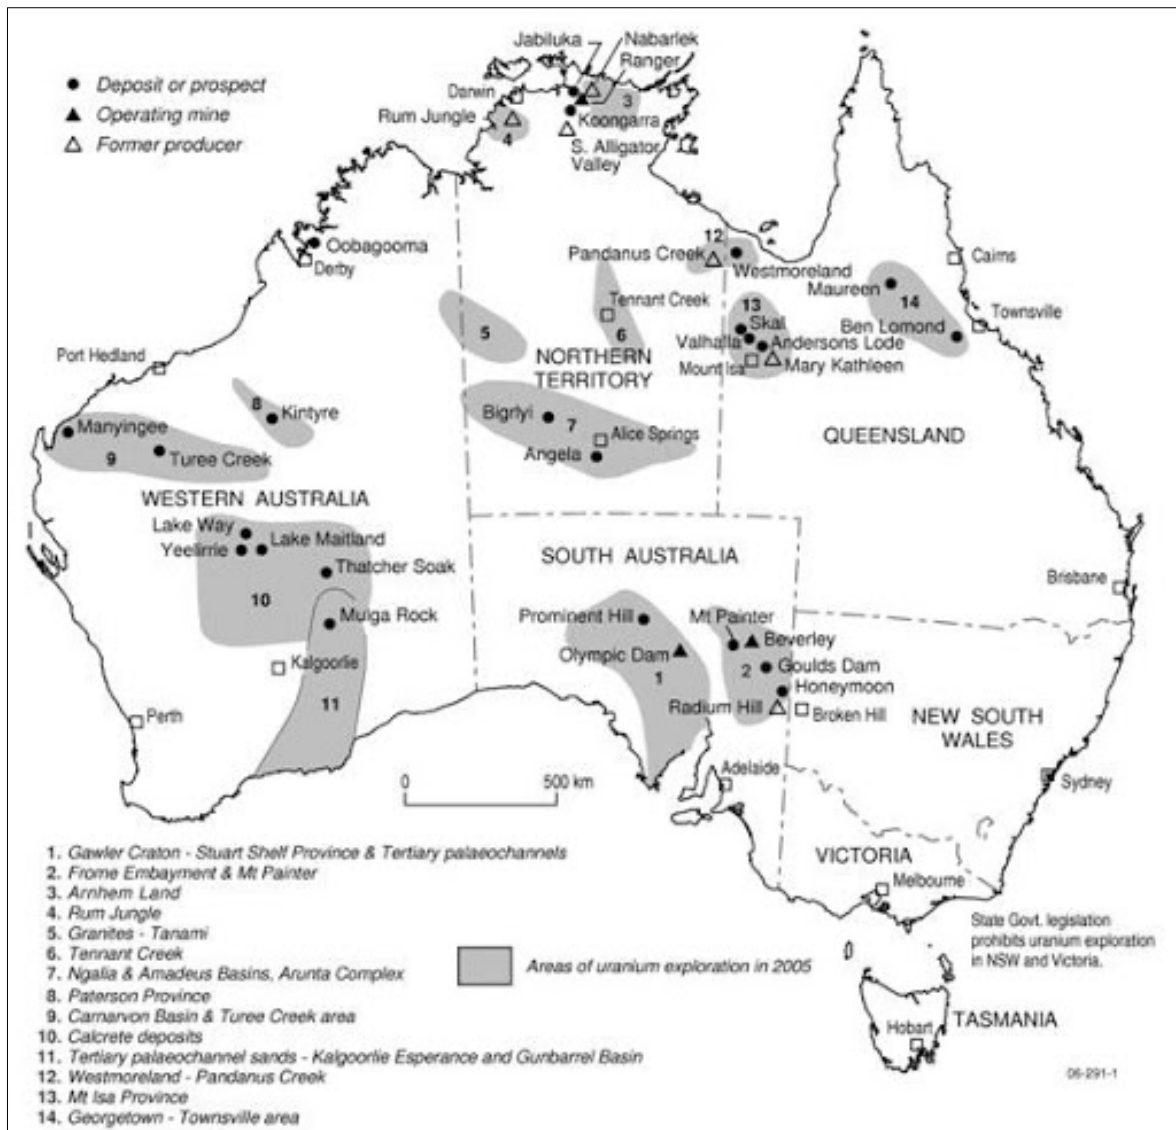 Jabiluka
Nabarlek
Ranger
Deposit or prospect
Operating mine
Former producer
Darwin
Rum Jungle
3
4
Koongarra
S. Alligator
Valley
Oobagooma
Derby
12
Pandanus Creek
Westmoreland
Cairns
Maureen
14
Townsville
Ben Lomond
Tennant Creek
5
6
13
Skal
Valhalla
Andersons Lode
Mount Isa
Mary Kathleen
Port Hedland
NORTHERN
TERRITORY
8
Kintyre
Bigrlyi
7
Alice Springs
Angela
QUEENSLAND
Manyingee
9
Turee Creek
WESTERN AUSTRALIA
Lake Way
Lake Maitland
Yeelirrie
Thatcher Soak
10
Mulga Rock
Kalgoorlie
11
Perth
SOUTH AUSTRALIA
Prominent Hill
Mt Painter
Beverley
Olympic Dam
1
2
Goulds Dam
Honeymoon
Radium Hill
Broken Hill
Brisbane
NEW SOUTH
WALES
Adelaide
Sydney
0
500 km
VICTORIA
Melbourne
1. Gawler Craton - Stuart Shelf Province & Tertiary palaeochannels
2. Frome Embayment & Mt Painter
3. Arnhem Land
4. Rum Jungle
5. Granites - Tanami
6. Tennant Creek
7. Ngalia & Amadeus Basins, Arunta Complex
8. Paterson Province
9. Carnarvon Basin & Turee Creek area
10. Calcrete deposits
11. Tertiary palaeochannel sands - Kalgoorlie Esperance and Gunbarrel Basin
12. Westmoreland - Pandanus Creek
13. Mt Isa Province
14. Georgetown - Townsville area
Areas of uranium exploration in 2005
State Govt. legislation
prohibits uranium exploration
in NSW and Victoria.
Hobart
TASMANIA
06-291-1